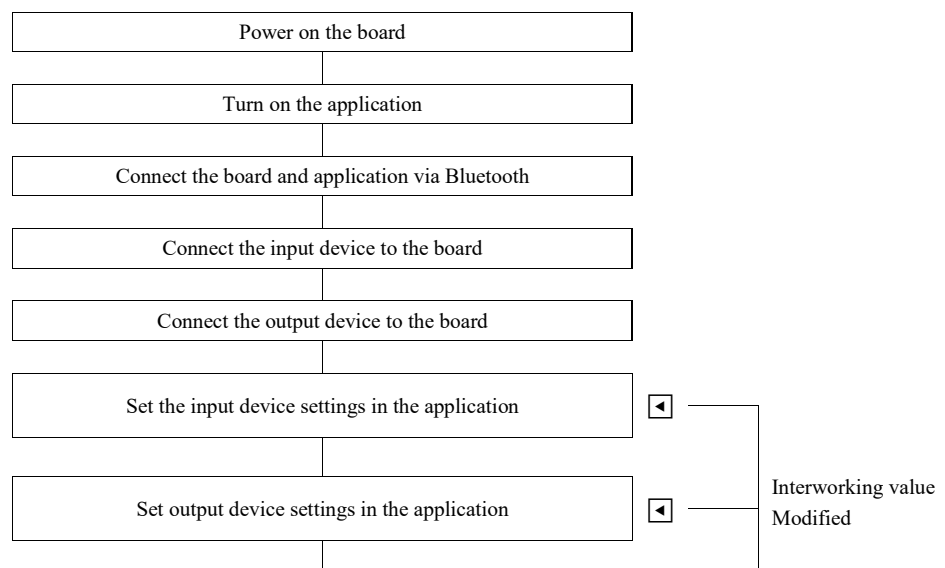 Power on the board
Turn on the application
Connect the board and application via Bluetooth
Connect the input device to the board
Connect the output device to the board
Set the input device settings in the application
Set output device settings in the application
Interworking value
Modified